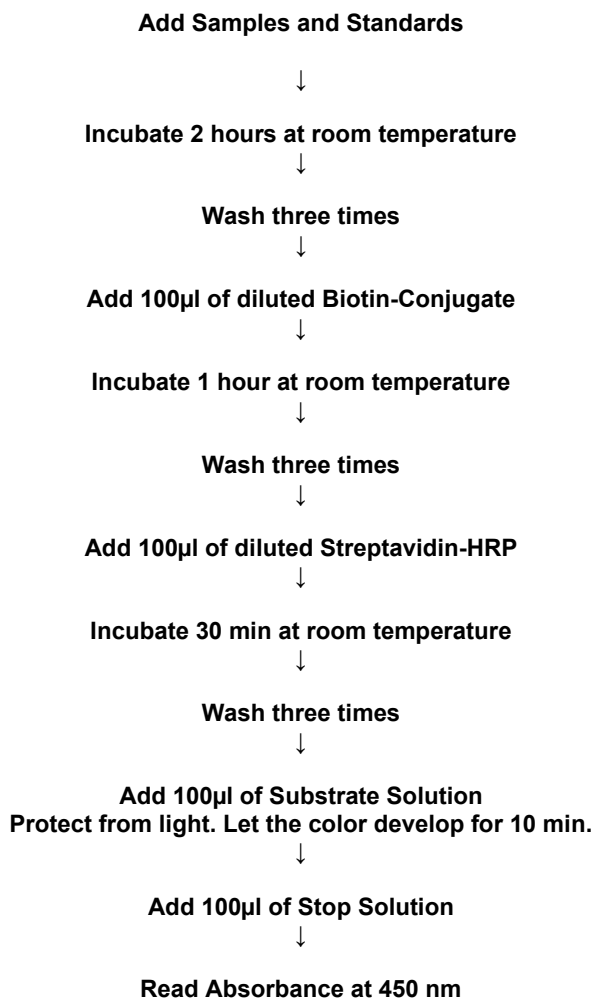 Add Samples and Standards
↓
Incubate 2 hours at room temperature
↓
Wash three times
↓
Add 100µl of diluted Biotin-Conjugate
↓
Incubate 1 hour at room temperature
↓
Wash three times
↓
Add 100µl of diluted Streptavidin-HRP
↓
Incubate 30 min at room temperature
↓
Wash three times
↓
Add 100µl of Substrate Solution
Protect from light. Let the color develop for 10 min.
↓
Add 100µl of Stop Solution
↓
Read Absorbance at 450 nm